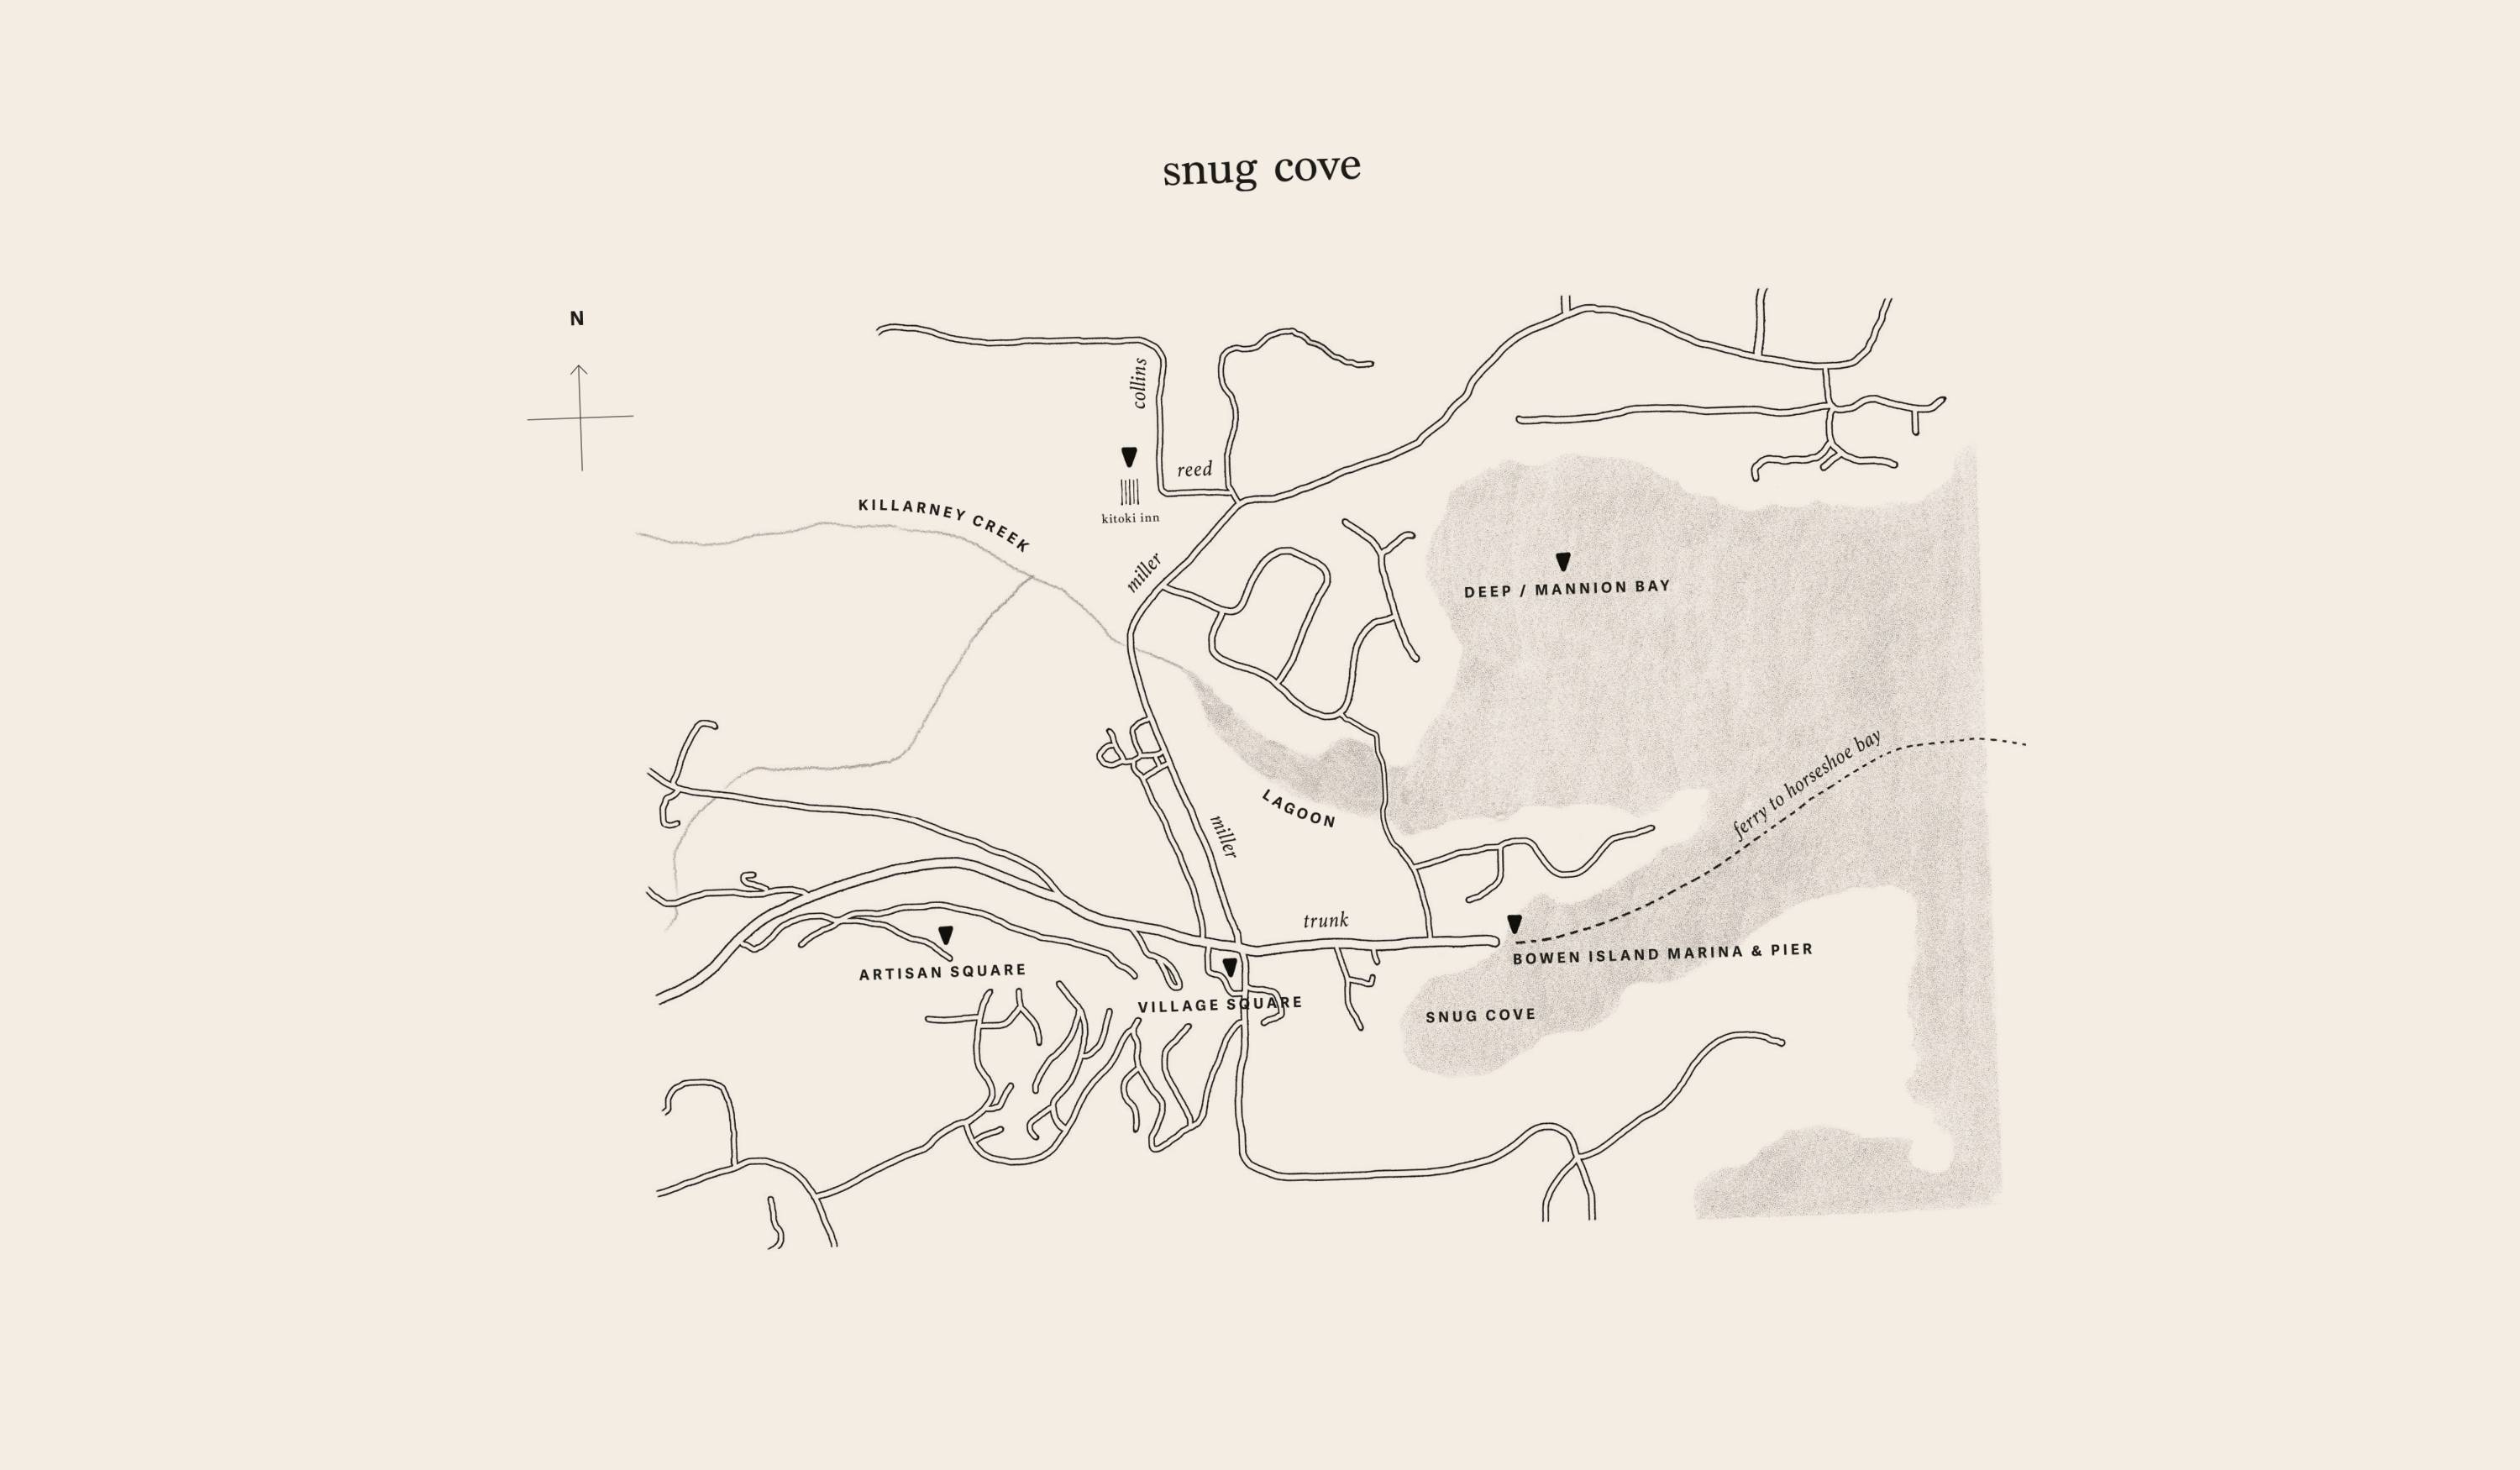 snug cove
N
collins
reed
KILLARNEY CREEK
kitoki inn
miller
DEEP / MANNION BAY
ferry to horseshoe bay
LAGOON
miller
trunk
BOWEN ISLAND MARINA & PIER
ARTISAN SQUARE
VILLAGE SQUARE
SNUG COVE